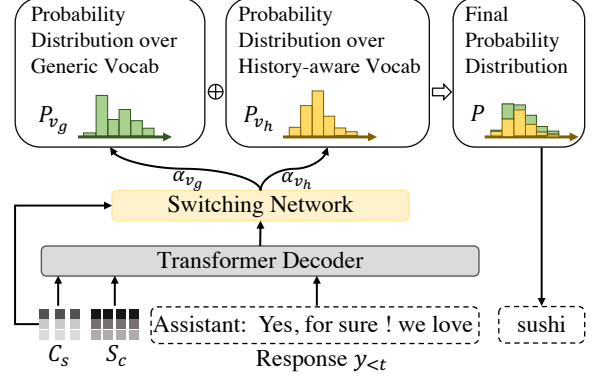 Probability
Distribution over
Generic Vocab
P_{v_g}
⊕
Probability
Distribution over
History-aware Vocab
P_{v_h}
Final
Probability
Distribution
P
α_{v_g}
α_{v_h}
Switching Network
Transformer Decoder
C_s
S_c
Assistant: Yes, for sure ! we love
Response y_{<t}
sushi